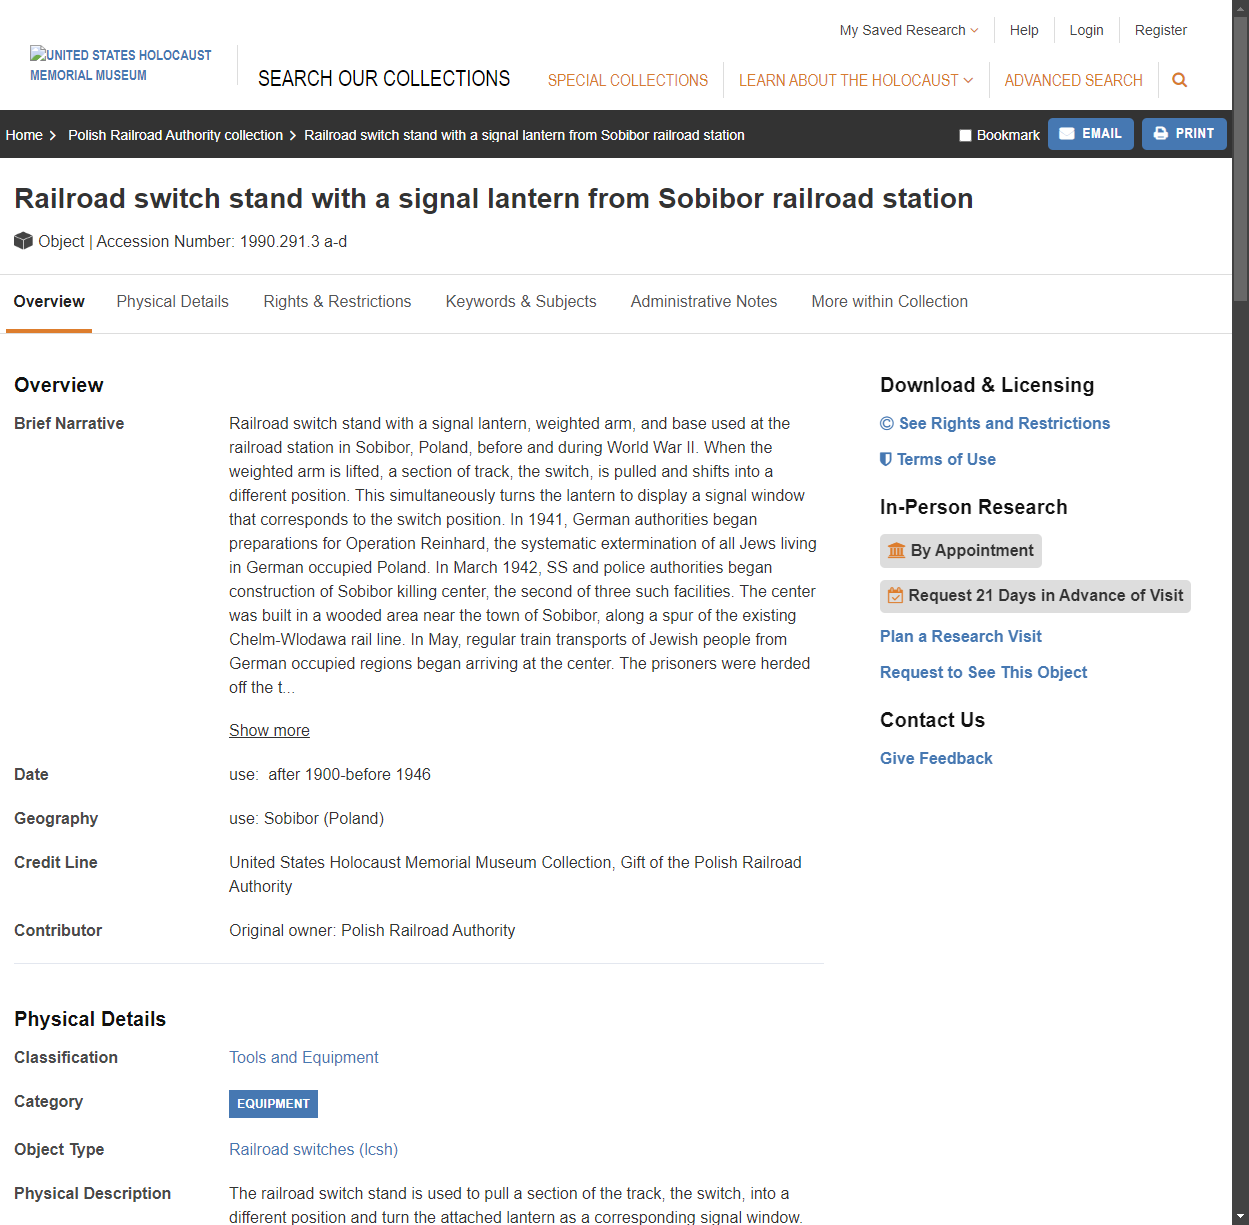 My Saved Research
Help
Login
Register
UNITED STATES HOLOCAUST
MEMORIAL MUSEUM
SEARCH OUR COLLECTIONS
SPECIAL COLLECTIONS
LEARN ABOUT THE HOLOCAUST
ADVANCED SEARCH
Home > Polish Railroad Authority collection > Railroad switch stand with a signal lantern from Sobibor railroad station
Bookmark
EMAIL
PRINT
Railroad switch stand with a signal lantern from Sobibor railroad station
Object | Accession Number: 1990.291.3 a-d
Overview
Physical Details
Rights & Restrictions
Keywords & Subjects
Administrative Notes
More within Collection
Overview
Brief Narrative
Railroad switch stand with a signal lantern, weighted arm, and base used at the
railroad station in Sobibor, Poland, before and during World War II. When the
weighted arm is lifted, a section of track, the switch, is pulled and shifts into a
different position. This simultaneously turns the lantern to display a signal window
that corresponds to the switch position. In 1941, German authorities began
preparations for Operation Reinhard, the systematic extermination of all Jews living
in German occupied Poland. In March 1942, SS and police authorities began
construction of Sobibor killing center, the second of three such facilities. The center
was built in a wooded area near the town of Sobibor, along a spur of the existing
Chelm-Wlodawa rail line. In May, regular train transports of Jewish people from
German occupied regions began arriving at the center. The prisoners were herded
off the t...
Show more
Date
use:  after 1900-before 1946
Geography
use: Sobibor (Poland)
Credit Line
United States Holocaust Memorial Museum Collection, Gift of the Polish Railroad
Authority
Contributor
Original owner: Polish Railroad Authority
Physical Details
Classification
Tools and Equipment
Category
EQUIPMENT
Object Type
Railroad switches (lcsh)
Physical Description
The railroad switch stand is used to pull a section of the track, the switch, into a
different position and turn the attached lantern as a corresponding signal window.
Download & Licensing
See Rights and Restrictions
Terms of Use
In-Person Research
By Appointment
Request 21 Days in Advance of Visit
Plan a Research Visit
Request to See This Object
Contact Us
Give Feedback